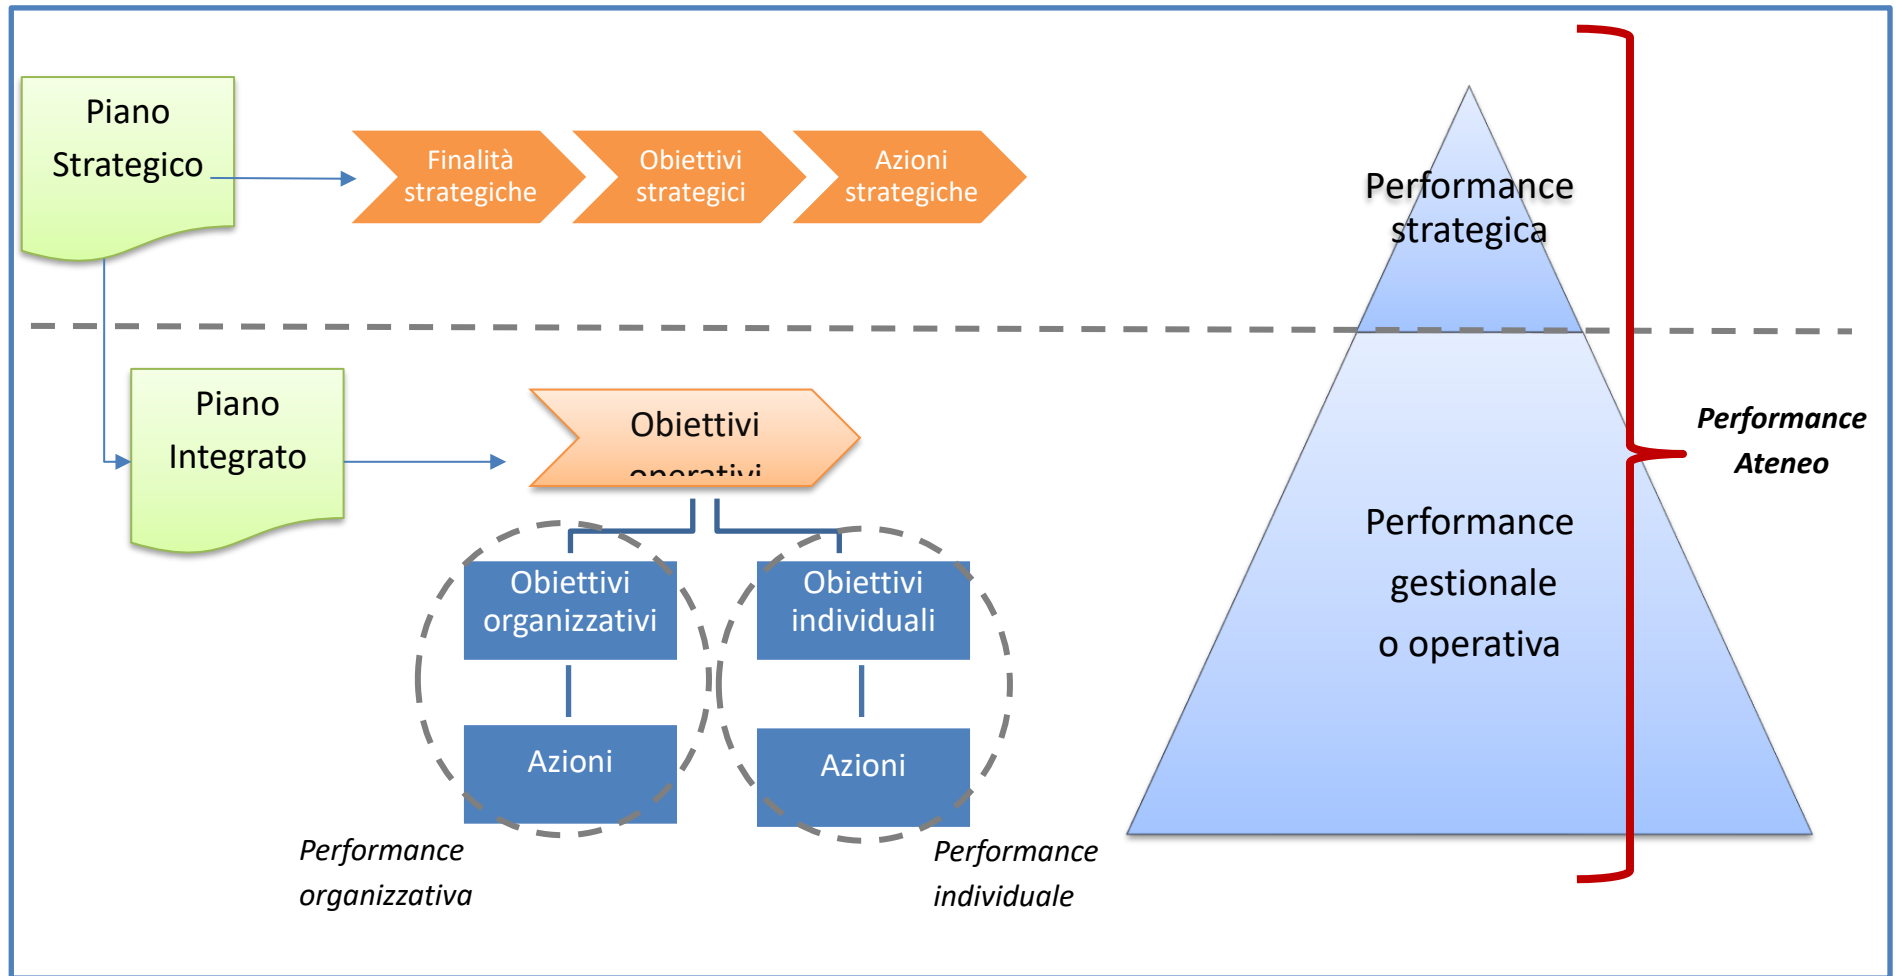 Piano
Strategico
Finalità
strategiche
Obiettivi
strategici
Azioni
strategiche
Performance
strategica
Piano
Integrato
Obiettivi
operativi
Performance
Ateneo
Performance
gestionale
o operativa
Obiettivi
organizzativi
Obiettivi
individuali
Azioni
Azioni
Performance
organizzativa
Performance
individuale